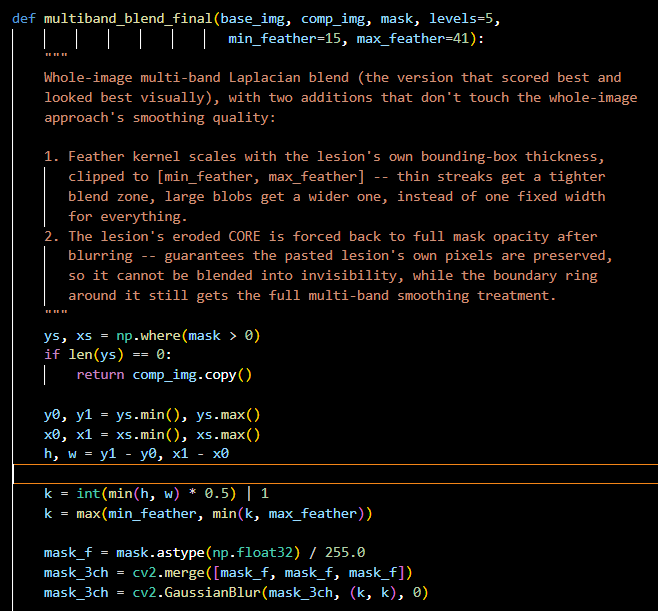 def multiband_blend_final(base_img, comp_img, mask, levels=5,
                           min_feather=15, max_feather=41):
    """
    Whole-image multi-band Laplacian blend (the version that scored best and
    looked best visually), with two additions that don't touch the whole-image
    approach's smoothing quality:

    1. Feather kernel scales with the lesion's own bounding-box thickness,
       clipped to [min_feather, max_feather] -- thin streaks get a tighter
       blend zone, large blobs get a wider one, instead of one fixed width
       for everything.
    2. The lesion's eroded CORE is forced back to full mask opacity after
       blurring -- guarantees the pasted lesion's own pixels are preserved,
       so it cannot be blended into invisibility, while the boundary ring
       around it still gets the full multi-band smoothing treatment.
    """
    ys, xs = np.where(mask > 0)
    if len(ys) == 0:
        return comp_img.copy()

    y0, y1 = ys.min(), ys.max()
    x0, x1 = xs.min(), xs.max()
    h, w = y1 - y0, x1 - x0

    k = int(min(h, w) * 0.5) | 1
    k = max(min_feather, min(k, max_feather))

    mask_f = mask.astype(np.float32) / 255.0
    mask_3ch = cv2.merge([mask_f, mask_f, mask_f])
    mask_3ch = cv2.GaussianBlur(mask_3ch, (k, k), 0)